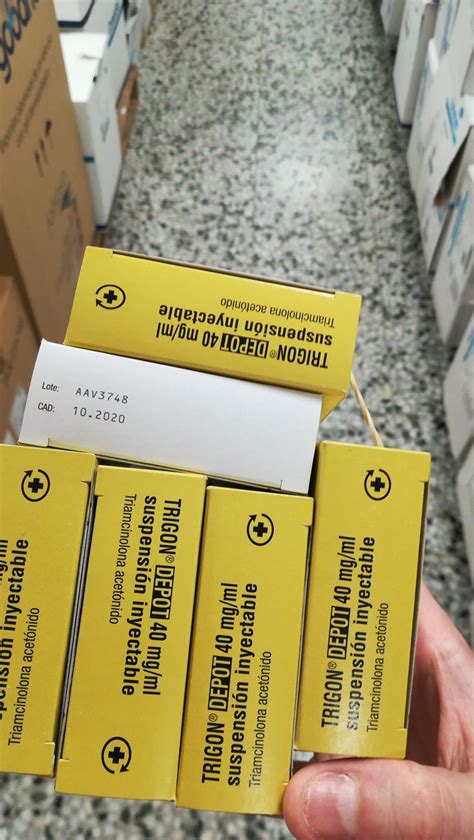 TRIGON® DEPOT 40 mg/ml
suspensión inyectable
Triamcinolona acetónido
Lote: AAV3748
CAD: 10.2020
mg/ml
suspensión inyectable
Triamcinolona acetónido
TRIGON® DEPOT 40 mg/ml
suspensión inyectable
Triamcinolona acetónido
TRIGON® DEPOT 40 mg/ml
suspensión inyectable
Triamcinolona acetónido
TRIGON® DEPOT 40 mg/ml
suspensión inyectable
Triamcinolona acetónido